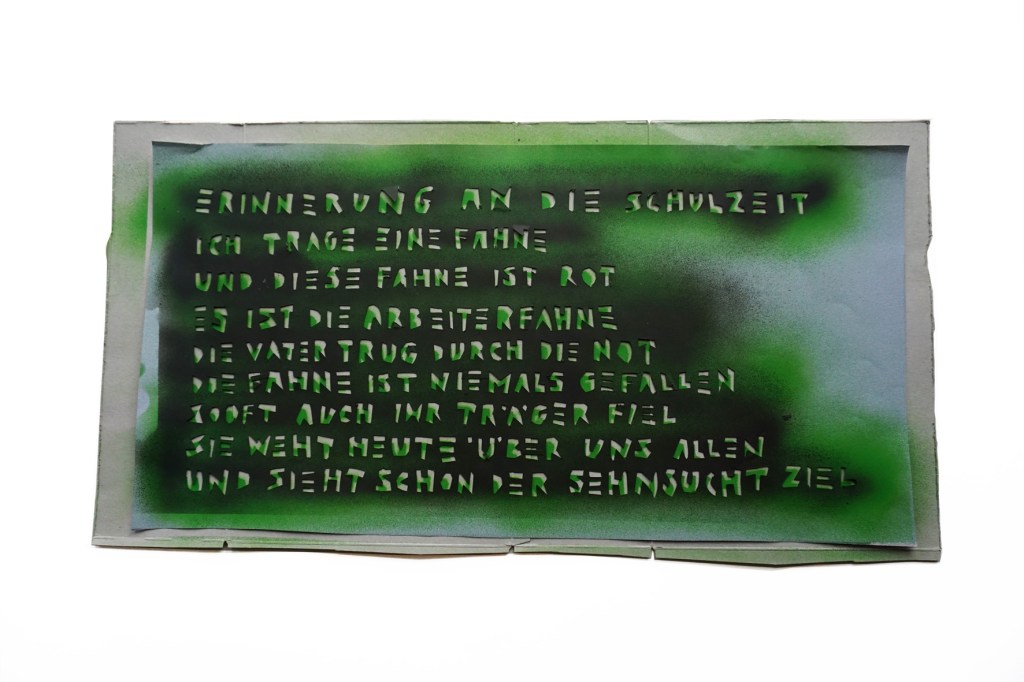 ERINNERUNG AN DIE SCHULZEIT
ICH TRAGE EINE FAHNE
UND DIESE FAHNE IST ROT
ES IST DIE ARBEITERFAHNE
DIE VATER TRUG DURCH DIE NOT
DIE FAHNE IST NIEMALS GEFALLEN
SOOFT AUCH IHR TRÄGER FIEL
SIE WEHT HEUTE ÜBER UNS ALLEN
UND SIEHT SCHON DER SEHNSUCHT ZIEL